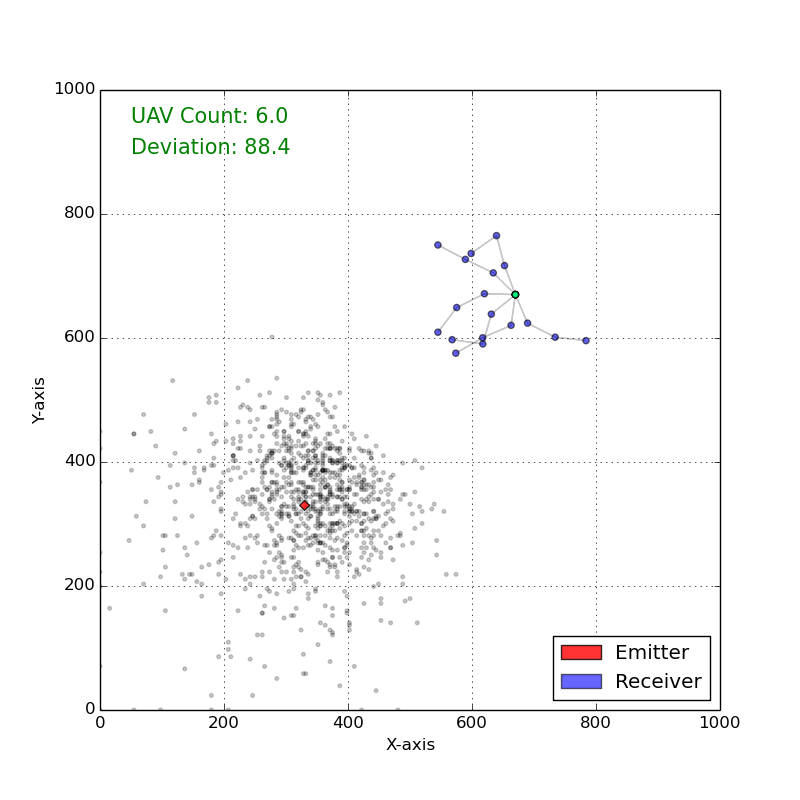 UAV Count: 6.0
Deviation: 88.4
1000
800
600
400
200
0
Y-axis
0 200 400 600 800 1000
X-axis
Emitter
Receiver